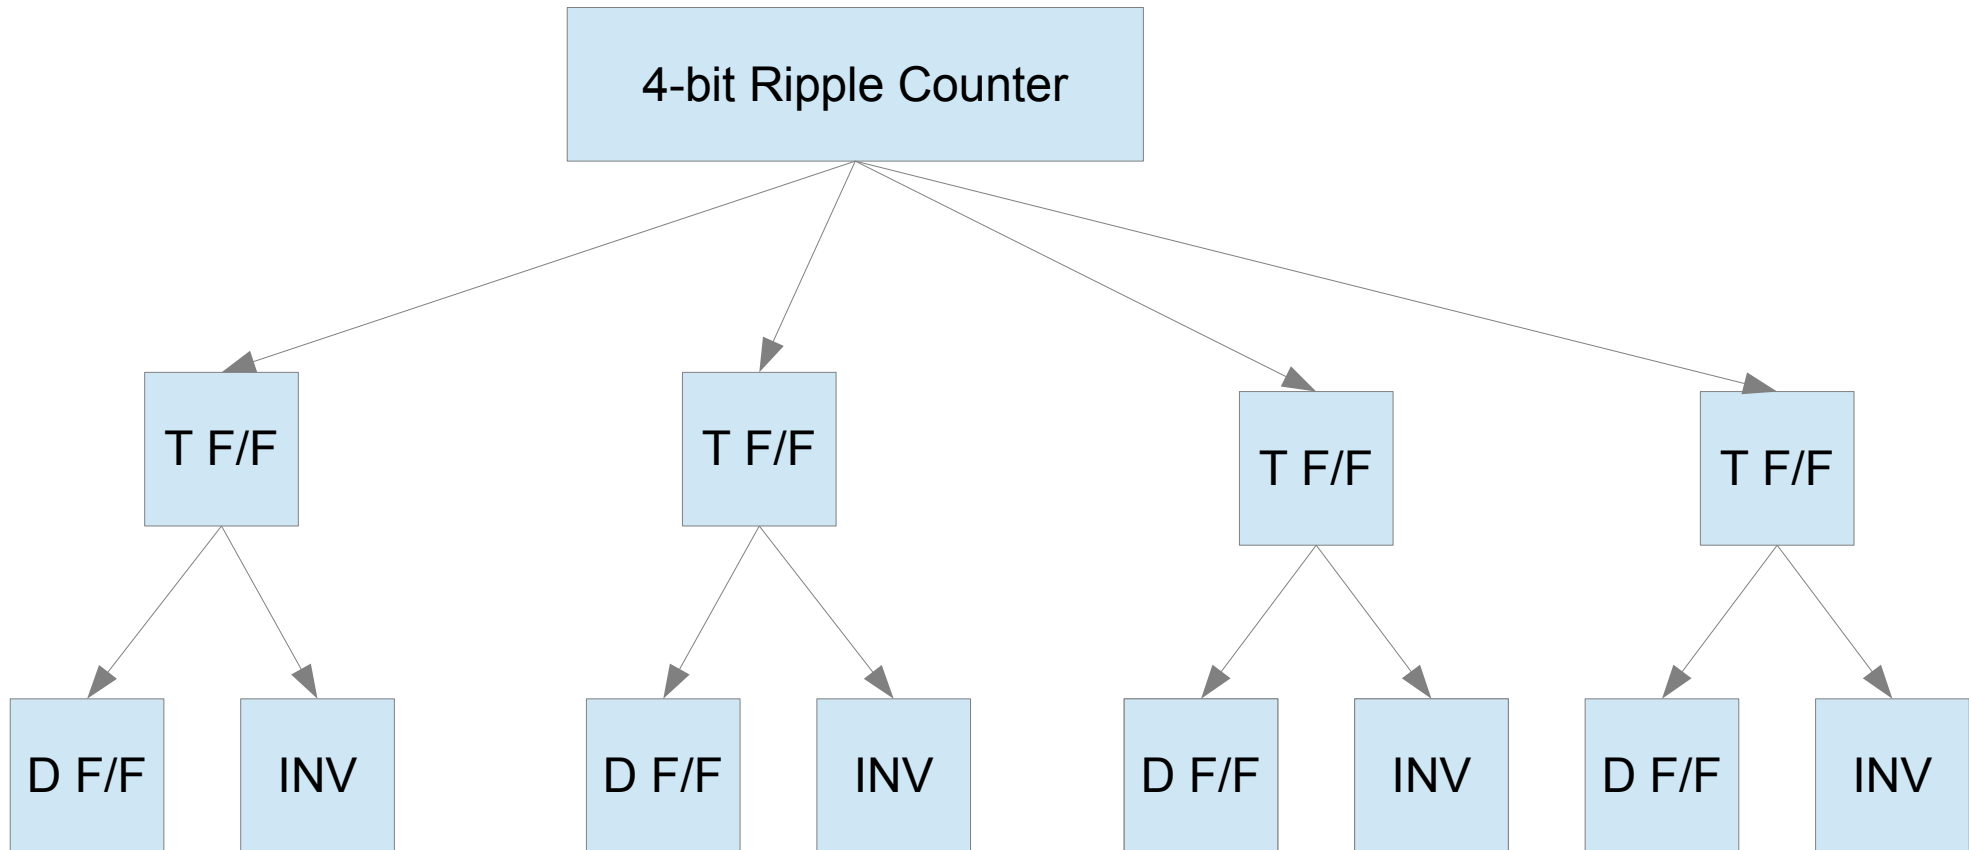 4-bit Ripple Counter
T F/F
T F/F
T F/F
T F/F
D F/F
INV
D F/F
INV
D F/F
INV
D F/F
INV